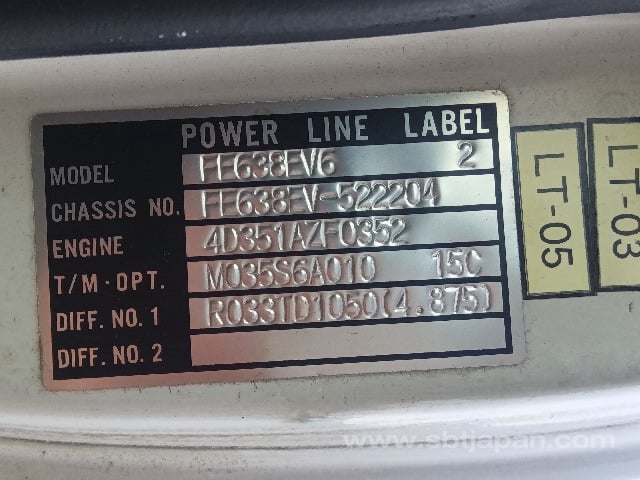 POWER LINE LABEL
MODEL FE638EV6 2
CHASSIS NO. FE638EV-522204
ENGINE 4D351AZF0352
T/M·OPT. M035S6A010 15C
DIFF. NO. 1 R033TD1050(4.875)
DIFF. NO. 2
LT-05
LT-03
www.sbtjapan.com